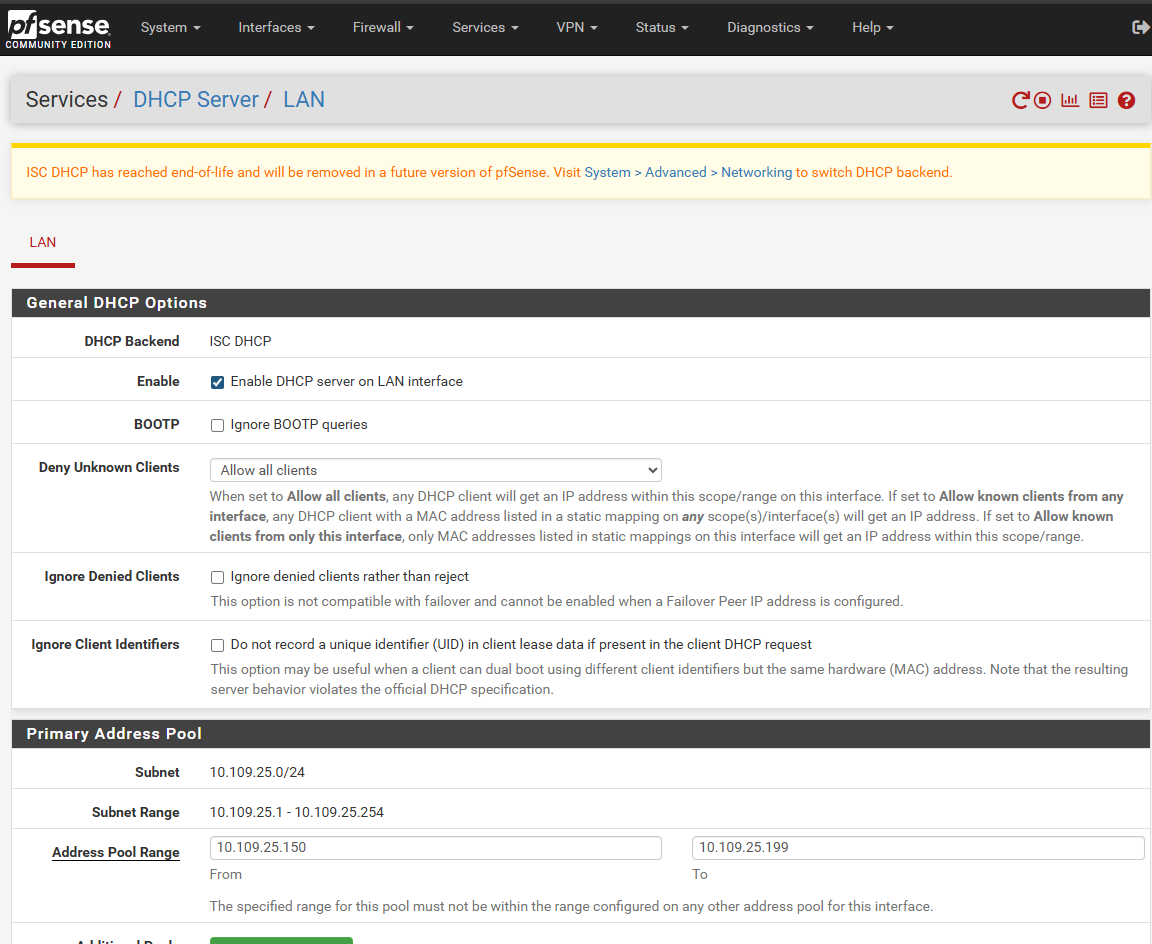 pfsense
COMMUNITY EDITION
System Interfaces Firewall Services VPN Status Diagnostics Help
Services / DHCP Server / LAN
ISC DHCP has reached end-of-life and will be removed in a future version of pfSense. Visit System > Advanced > Networking to switch DHCP backend.
LAN
General DHCP Options
DHCP Backend ISC DHCP
Enable Enable DHCP server on LAN interface
BOOTP Ignore BOOTP queries
Deny Unknown Clients Allow all clients
When set to Allow all clients, any DHCP client will get an IP address within this scope/range on this interface. If set to Allow known clients from any
interface, any DHCP client with a MAC address listed in a static mapping on any scope(s)/interface(s) will get an IP address. If set to Allow known
clients from only this interface, only MAC addresses listed in static mappings on this interface will get an IP address within this scope/range.
Ignore Denied Clients Ignore denied clients rather than reject
This option is not compatible with failover and cannot be enabled when a Failover Peer IP address is configured.
Ignore Client Identifiers Do not record a unique identifier (UID) in client lease data if present in the client DHCP request
This option may be useful when a client can dual boot using different client identifiers but the same hardware (MAC) address. Note that the resulting
server behavior violates the official DHCP specification.
Primary Address Pool
Subnet 10.109.25.0/24
Subnet Range 10.109.25.1 - 10.109.25.254
Address Pool Range 10.109.25.150 10.109.25.199
From To
The specified range for this pool must not be within the range configured on any other address pool for this interface.